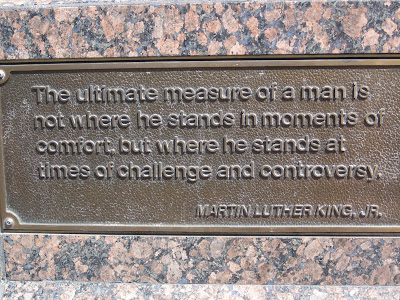 The ultimate measure of a man is
not where he stands in moments of
comfort, but where he stands at
times of challenge and controversy.
MARTIN LUTHER KING, JR.